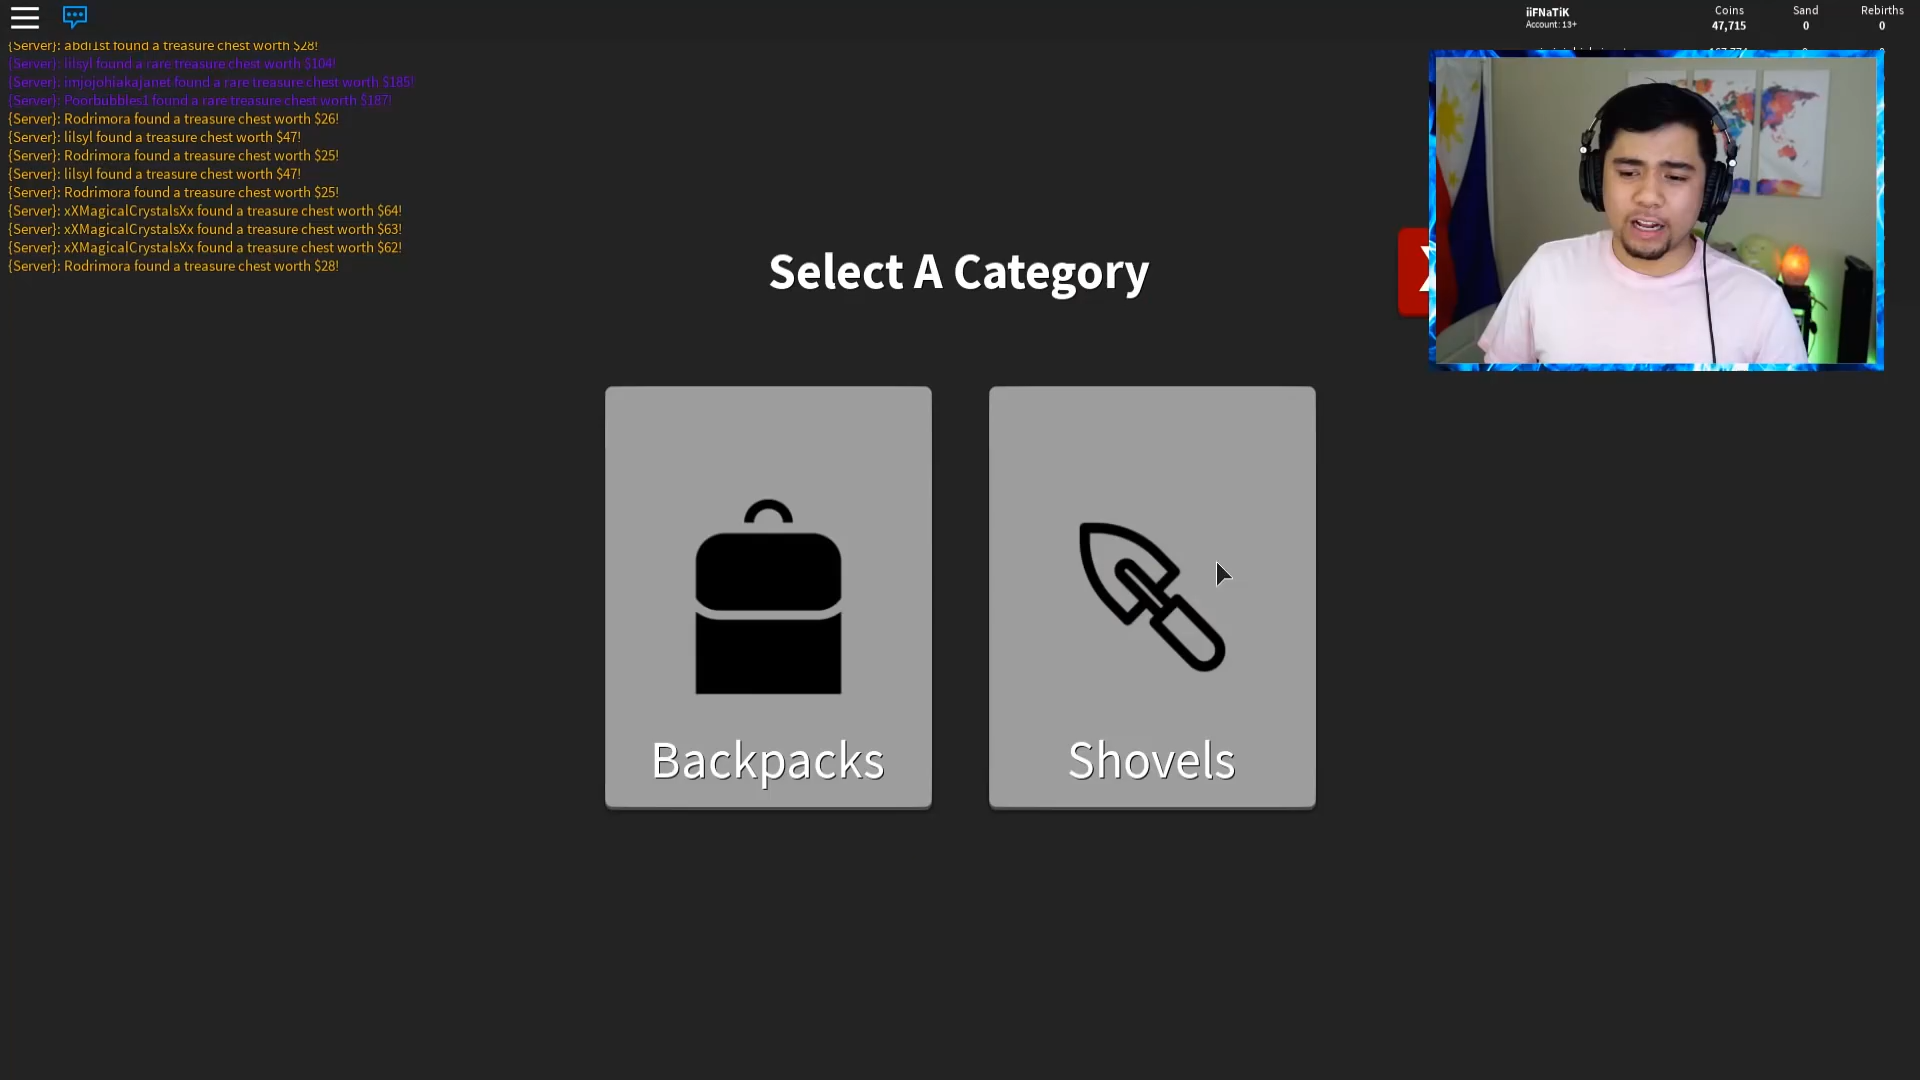 iiFNaTiK
Account: 13+
Coins
47,715
Sand
0
Rebirths
0
{Server}: abdi1st found a treasure chest worth $28!
{Server}: lilsyl found a rare treasure chest worth $104!
{Server}: imjojohiakajanet found a rare treasure chest worth $185!
{Server}: Poorbubbles1 found a rare treasure chest worth $187!
{Server}: Rodrimora found a treasure chest worth $26!
{Server}: lilsyl found a treasure chest worth $47!
{Server}: Rodrimora found a treasure chest worth $25!
{Server}: lilsyl found a treasure chest worth $47!
{Server}: Rodrimora found a treasure chest worth $25!
{Server}: xXMagicalCrystalsXx found a treasure chest worth $64!
{Server}: xXMagicalCrystalsXx found a treasure chest worth $63!
{Server}: xXMagicalCrystalsXx found a treasure chest worth $62!
{Server}: Rodrimora found a treasure chest worth $28!
Select A Category
Backpacks
Shovels